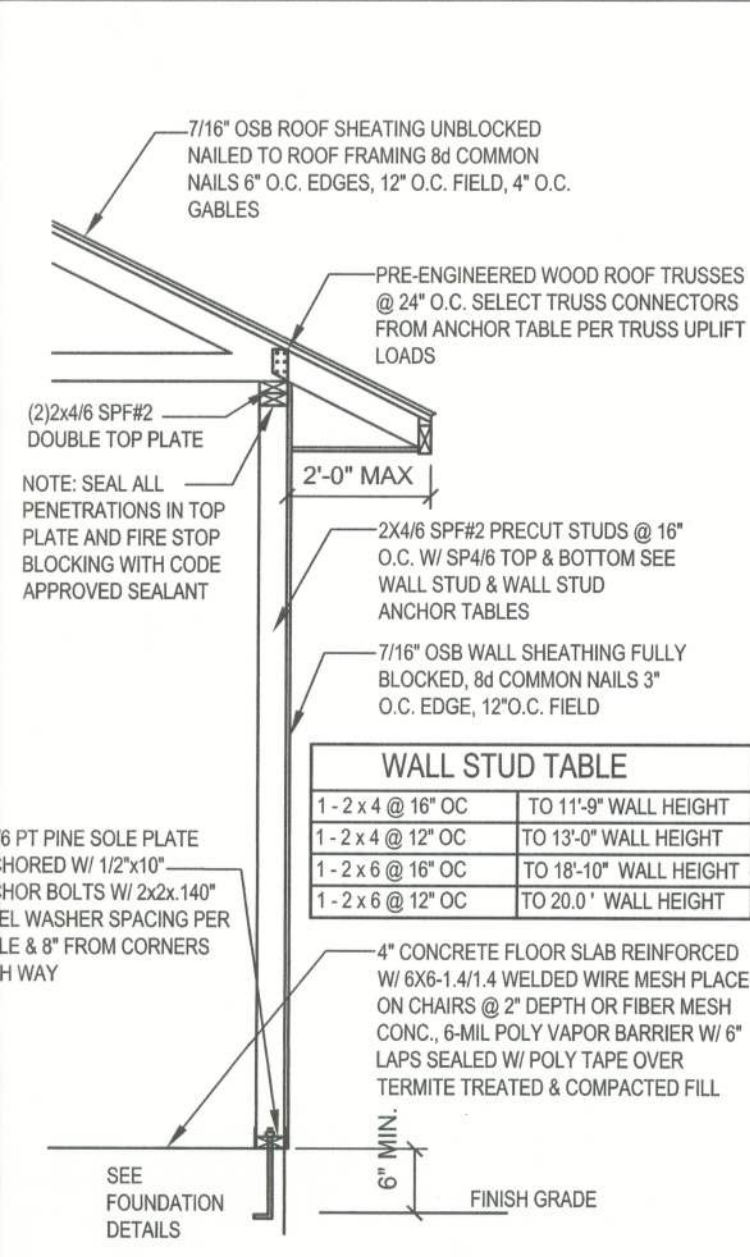 7/16" OSB ROOF SHEATING UNBLOCKED
NAILED TO ROOF FRAMING 8d COMMON
NAILS 6" O.C. EDGES, 12" O.C. FIELD, 4" O.C.
GABLES
PRE-ENGINEERED WOOD ROOF TRUSSES
@ 24" O.C. SELECT TRUSS CONNECTORS
FROM ANCHOR TABLE PER TRUSS UPLIFT
LOADS
(2)2x4/6 SPF#2
DOUBLE TOP PLATE
NOTE: SEAL ALL
PENETRATIONS IN TOP
PLATE AND FIRE STOP
BLOCKING WITH CODE
APPROVED SEALANT
2'-0" MAX
2X4/6 SPF#2 PRECUT STUDS @ 16"
O.C. W/ SP4/6 TOP & BOTTOM SEE
WALL STUD & WALL STUD
ANCHOR TABLES
7/16" OSB WALL SHEATHING FULLY
BLOCKED, 8d COMMON NAILS 3"
O.C. EDGE, 12"O.C. FIELD
WALL STUD TABLE
1 - 2 x 4 @ 16" OC TO 11'-9" WALL HEIGHT
1 - 2 x 4 @ 12" OC TO 13'-0" WALL HEIGHT
1 - 2 x 6 @ 16" OC TO 18'-10" WALL HEIGHT
1 - 2 x 6 @ 12" OC TO 20.0 ' WALL HEIGHT
/6 PT PINE SOLE PLATE
CHORED W/ 1/2"x10"
CHOR BOLTS W/ 2x2x.140"
EL WASHER SPACING PER
LE & 8" FROM CORNERS
H WAY
4" CONCRETE FLOOR SLAB REINFORCED
W/ 6X6-1.4/1.4 WELDED WIRE MESH PLACE
ON CHAIRS @ 2" DEPTH OR FIBER MESH
CONC., 6-MIL POLY VAPOR BARRIER W/ 6"
LAPS SEALED W/ POLY TAPE OVER
TERMITE TREATED & COMPACTED FILL
6" MIN.
SEE
FOUNDATION
DETAILS
FINISH GRADE